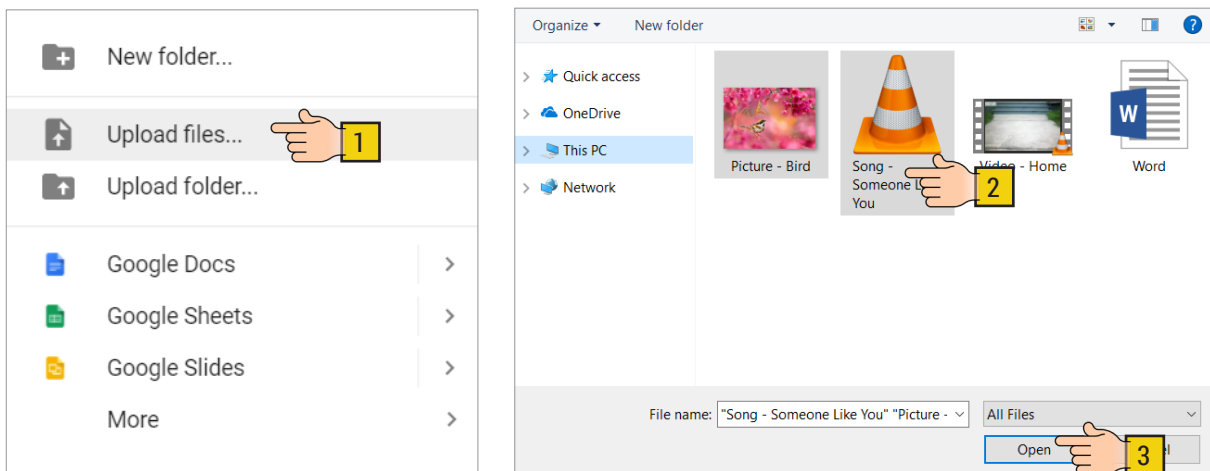 New folder...
Upload files...
1
Upload folder...
Google Docs
Google Sheets
Google Slides
More
Organize
New folder
?
Quick access
OneDrive
This PC
Network
Picture - Bird
Song -
Someone L
You
2
Video - Home
W
Word
File name:
"Song - Someone Like You" "Picture -
All Files
Open
3